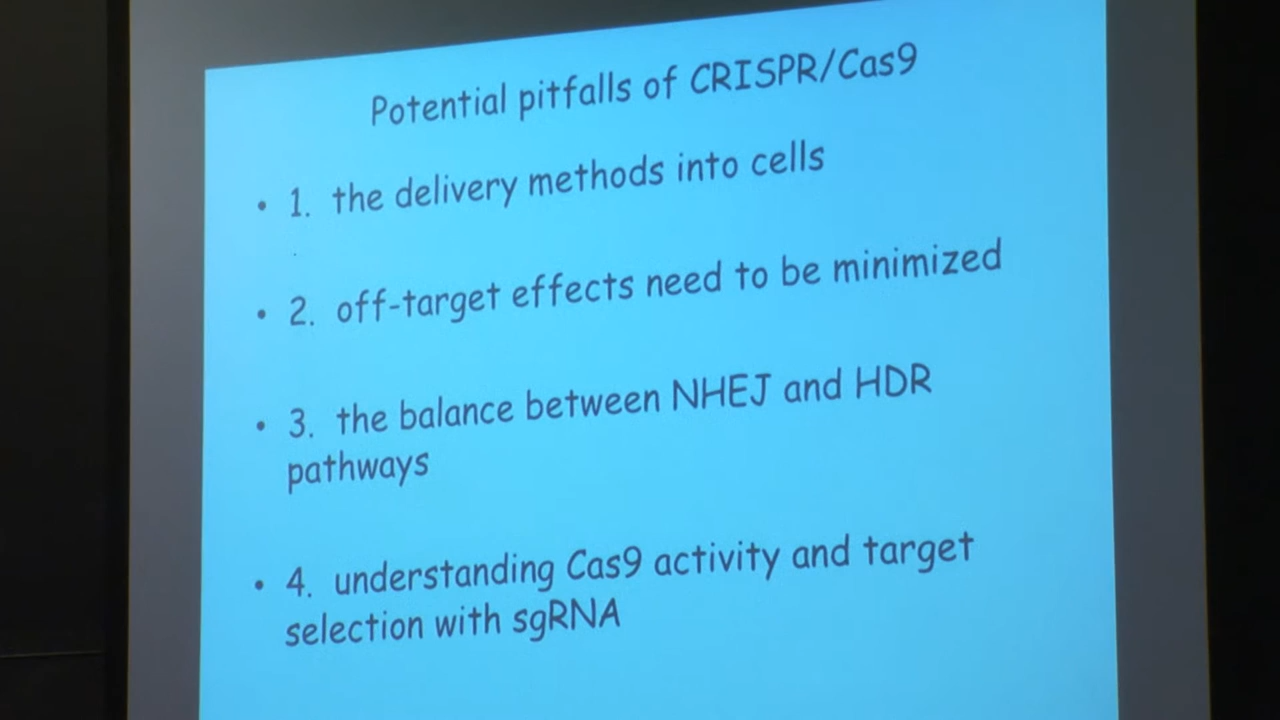 Potential pitfalls of CRISPR/Cas9
• 1. the delivery methods into cells
• 2. off-target effects need to be minimized
• 3. the balance between NHEJ and HDR
pathways
• 4. understanding Cas9 activity and target
selection with sgRNA